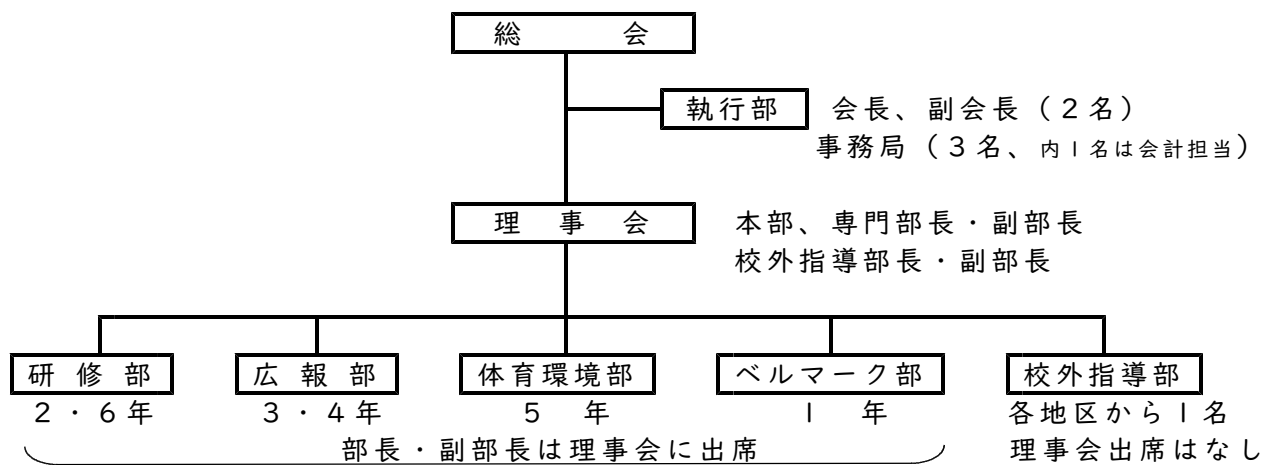 総会
執行部 会長、副会長（２名）
事務局（３名、内１名は会計担当）
理事会 本部、専門部長・副部長
校外指導部長・副部長
研修部 広報部 体育環境部 ベルマーク部 校外指導部
２・６年 ３・４年 ５年 １年 各地区から１名
部長・副部長は理事会に出席 理事会出席はなし